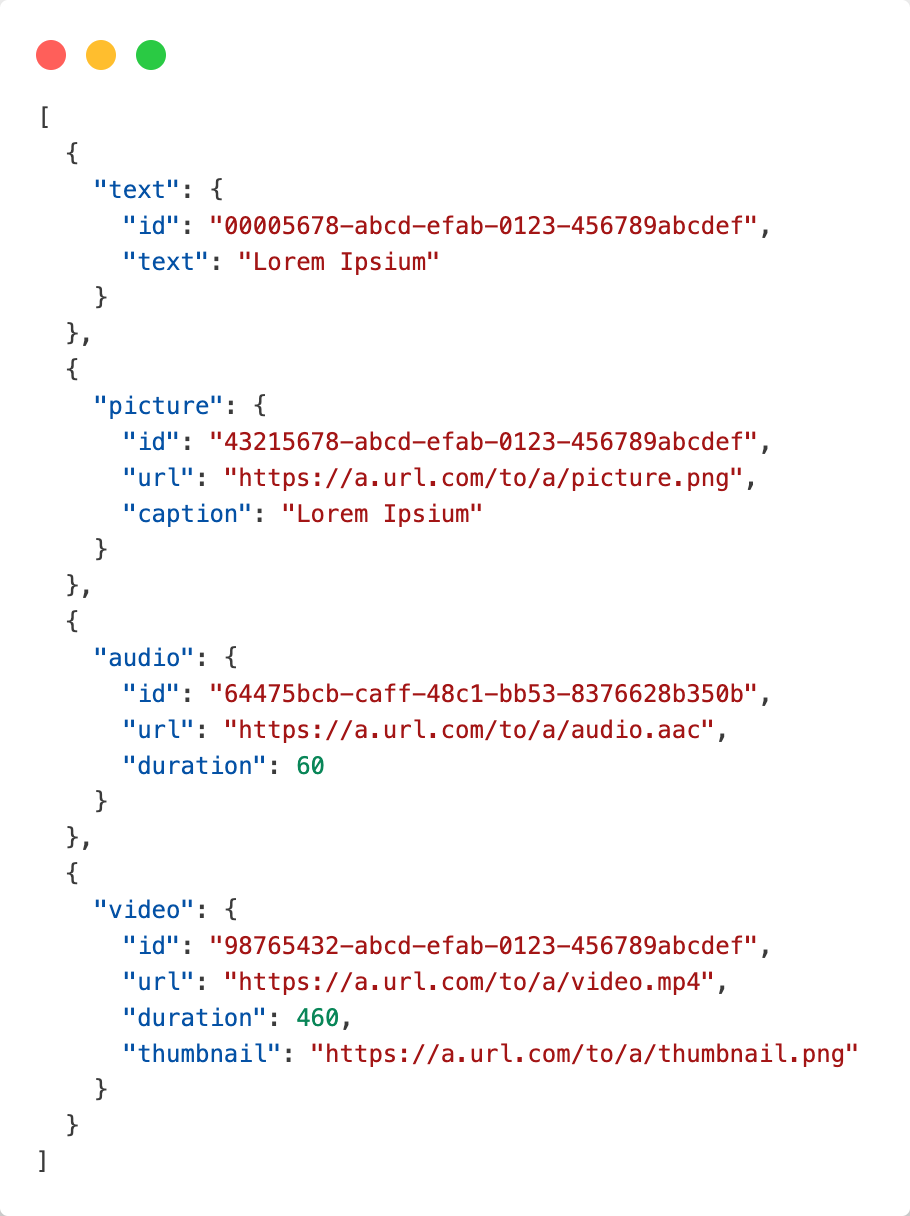 [
  {
    "text": {
      "id": "00005678-abcd-efab-0123-456789abcdef",
      "text": "Lorem Ipsium"
    }
  },
  {
    "picture": {
      "id": "43215678-abcd-efab-0123-456789abcdef",
      "url": "https://a.url.com/to/a/picture.png",
      "caption": "Lorem Ipsium"
    }
  },
  {
    "audio": {
      "id": "64475bcb-caff-48c1-bb53-8376628b350b",
      "url": "https://a.url.com/to/a/audio.aac",
      "duration": 60
    }
  },
  {
    "video": {
      "id": "98765432-abcd-efab-0123-456789abcdef",
      "url": "https://a.url.com/to/a/video.mp4",
      "duration": 460,
      "thumbnail": "https://a.url.com/to/a/thumbnail.png"
    }
  }
]